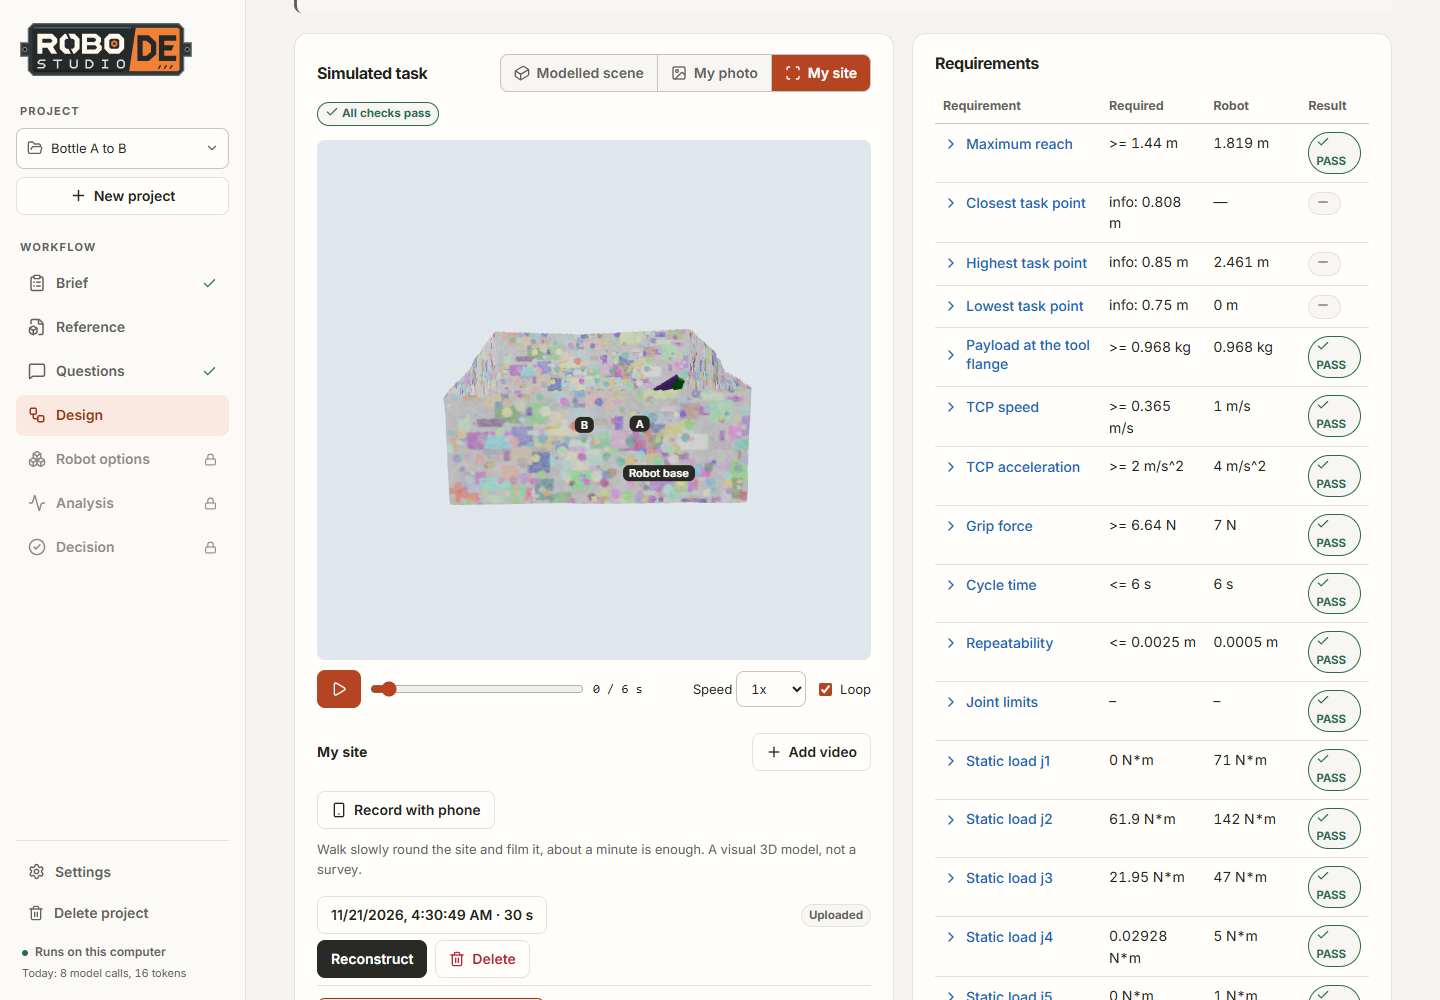 ROBO DE
STUDIO
PROJECT
Bottle A to B
New project
WORKFLOW
Brief
Reference
Questions
Design
Robot options
Analysis
Decision
Settings
Delete project
Runs on this computer
Today: 8 model calls, 16 tokens
Simulated task
Modelled scene
My photo
My site
All checks pass
B
A
Robot base
0 / 6 s
Speed
1x
Loop
My site
Add video
Record with phone
Walk slowly round the site and film it, about a minute is enough. A visual 3D model, not a
survey.
11/21/2026, 4:30:49 AM · 30 s
Uploaded
Reconstruct
Delete
Requirements
Requirement Required Robot Result
Maximum reach >= 1.44 m 1.819 m PASS
Closest task point info: 0.808 — –
m
Highest task point info: 0.85 m 2.461 m –
Lowest task point info: 0.75 m 0 m –
Payload at the tool >= 0.968 kg 0.968 kg PASS
flange
TCP speed >= 0.365 1 m/s PASS
m/s
TCP acceleration >= 2 m/s^2 4 m/s^2 PASS
Grip force >= 6.64 N 7 N PASS
Cycle time <= 6 s 6 s PASS
Repeatability <= 0.0025 m 0.0005 m PASS
Joint limits – – PASS
Static load j1 0 N*m 71 N*m PASS
Static load j2 61.9 N*m 142 N*m PASS
Static load j3 21.95 N*m 47 N*m PASS
Static load j4 0.02928 5 N*m PASS
N*m
Static load j5 0 N*m 1 N*m